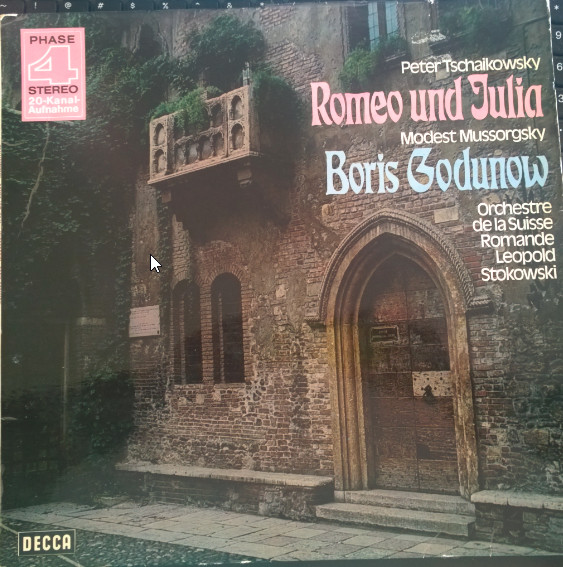 PHASE
4
STEREO
20-Kanal-
Aufnahme
Peter Tschaikowsky
Romeo und Julia
Modest Mussorgsky
Boris Godunow
Orchestre
de la Suisse
Romande
Leopold
Stokowski
DECCA